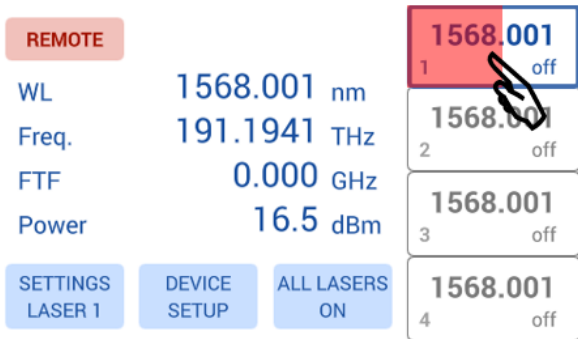 REMOTE
WL 1568.001 nm
Freq. 191.1941 THz
FTF 0.000 GHz
Power 16.5 dBm
SETTINGS
LASER 1
DEVICE
SETUP
ALL LASERS
ON
1568.001
1 off
1568.001
2 off
1568.001
3 off
1568.001
4 off